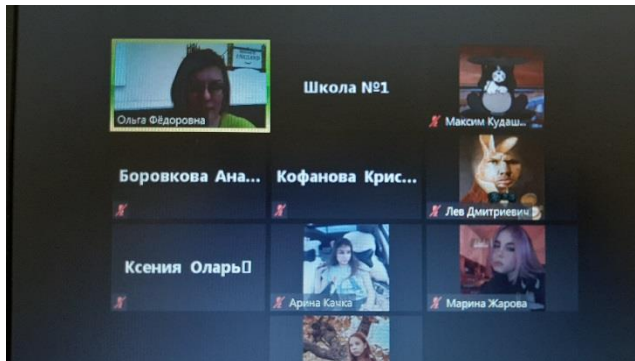 Ольга Фёдоровна
Школа №1
Максим Кудаш...
Боровкова Ана...
Кофанова Крис...
Лев Дмитриевич
Ксения Оларь
Арина Качка
Марина Жарова